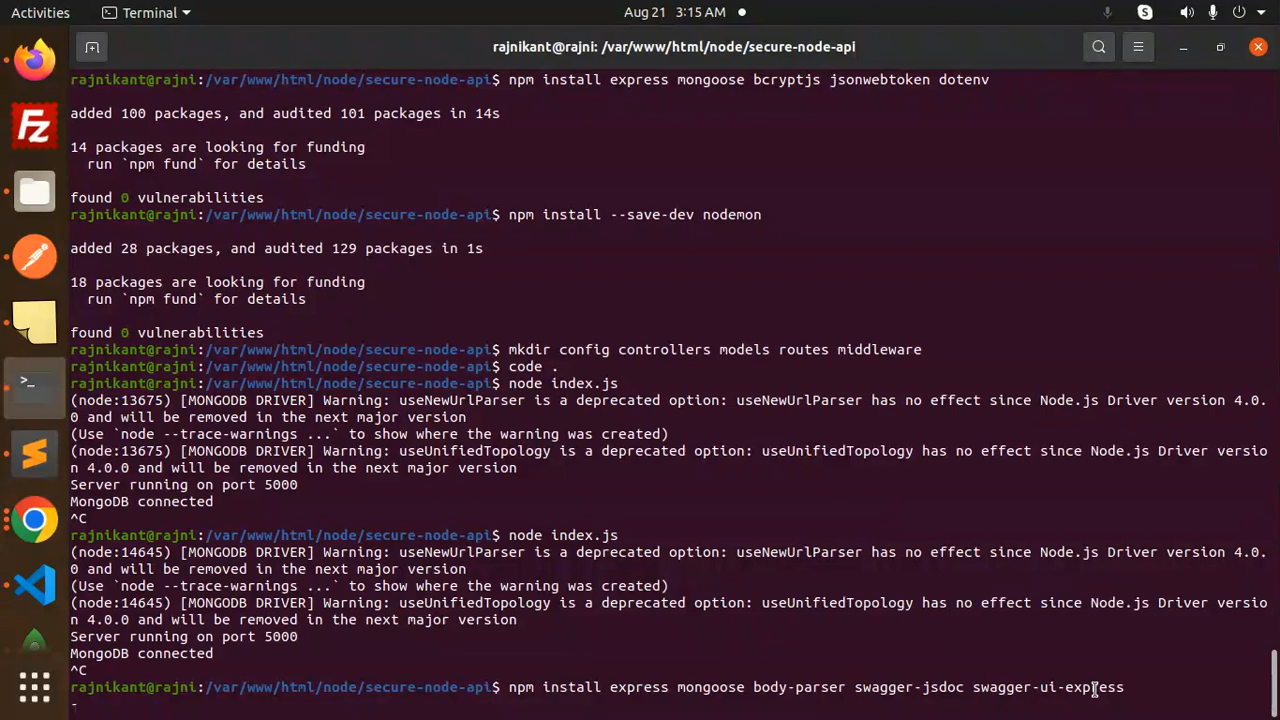 Activities
Terminal
Aug 21 3:15 AM
rajnikant@rajni: /var/www/html/node/secure-node-api
rajnikant@rajni:/var/www/html/node/secure-node-api$ npm install express mongoose bcryptjs jsonwebtoken dotenv
added 100 packages, and audited 101 packages in 14s
14 packages are looking for funding
run `npm fund` for details
found 0 vulnerabilities
rajnikant@rajni:/var/www/html/node/secure-node-api$ npm install --save-dev nodemon
added 28 packages, and audited 129 packages in 1s
18 packages are looking for funding
run `npm fund` for details
found 0 vulnerabilities
rajnikant@rajni:/var/www/html/node/secure-node-api$ mkdir config controllers models routes middleware
rajnikant@rajni:/var/www/html/node/secure-node-api$ code .
rajnikant@rajni:/var/www/html/node/secure-node-api$ node index.js
(node:13675) [MONGODB DRIVER] Warning: useNewUrlParser is a deprecated option: useNewUrlParser has no effect since Node.js Driver version 4.0.
0 and will be removed in the next major version
(Use `node --trace-warnings ...` to show where the warning was created)
(node:13675) [MONGODB DRIVER] Warning: useUnifiedTopology is a deprecated option: useUnifiedTopology has no effect since Node.js Driver versio
n 4.0.0 and will be removed in the next major version
Server running on port 5000
MongoDB connected
^C
rajnikant@rajni:/var/www/html/node/secure-node-api$ node index.js
(node:14645) [MONGODB DRIVER] Warning: useNewUrlParser is a deprecated option: useNewUrlParser has no effect since Node.js Driver version 4.0.
0 and will be removed in the next major version
(Use `node --trace-warnings ...` to show where the warning was created)
(node:14645) [MONGODB DRIVER] Warning: useUnifiedTopology is a deprecated option: useUnifiedTopology has no effect since Node.js Driver versio
n 4.0.0 and will be removed in the next major version
Server running on port 5000
MongoDB connected
^C
rajnikant@rajni:/var/www/html/node/secure-node-api$ npm install express mongoose body-parser swagger-jsdoc swagger-ui-express